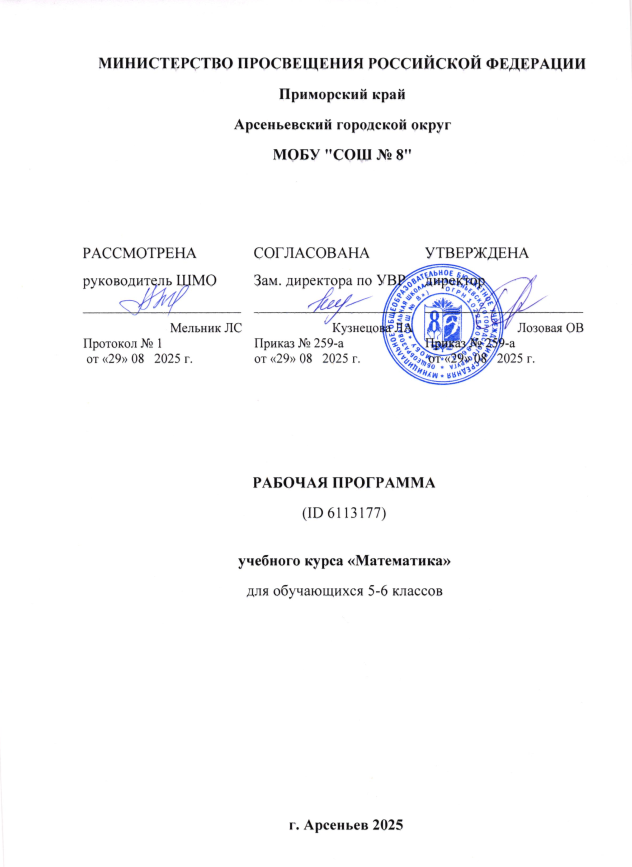 МИНИСТЕРСТВО ПРОСВЕЩЕНИЯ РОССИЙСКОЙ ФЕДЕРАЦИИ
Приморский край
Арсеньевский городской округ
МОБУ "СОШ № 8"
РАССМОТРЕНА
руководитель ШМО
Мельник ЛС
Протокол № 1
от «29» 08 2025 г.
СОГЛАСОВАНА
Зам. директора по УВР
Кузнецова ЛА
Приказ № 259-а
от «29» 08 2025 г.
УТВЕРЖДЕНА
директор
Лозовая ОВ
Приказ № 259-а
от «29» 08 2025 г.
8
РАБОЧАЯ ПРОГРАММА
(ID 6113177)
учебного курса «Математика»
для обучающихся 5-6 классов
г. Арсеньев 2025